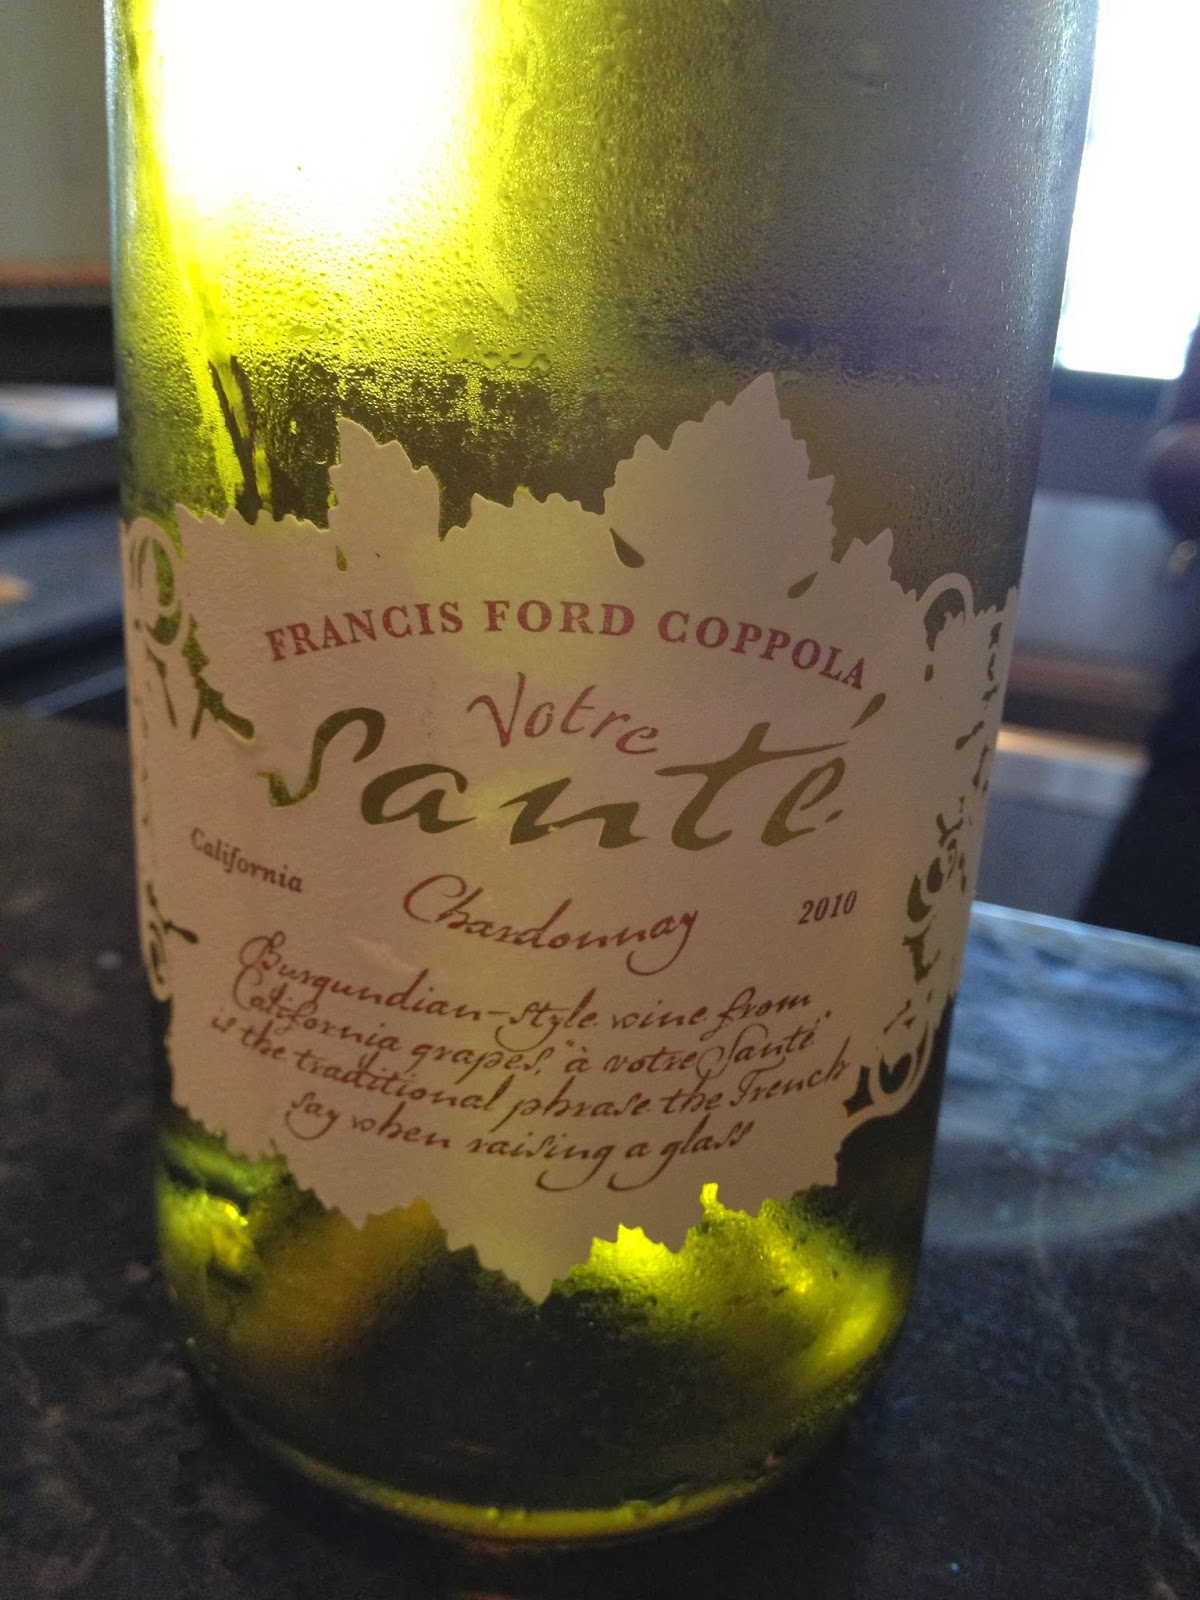 FRANCIS FORD COPPOLA
Votre
Santé
California
Chardonnay
2010
Burgundian-style wine from
California grapes, "à votre Santé"
is the traditional phrase the French
say when raising a glass